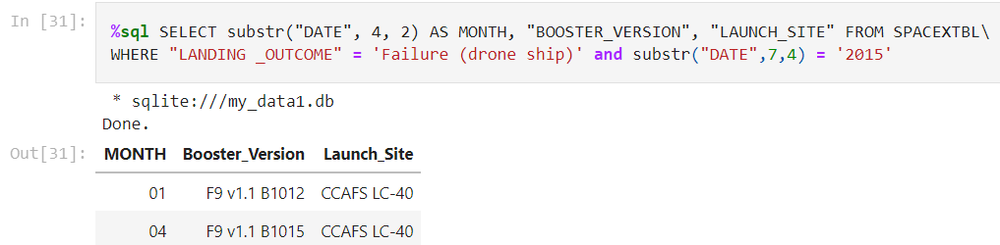 In [31]:
%sql SELECT substr("DATE", 4, 2) AS MONTH, "BOOSTER_VERSION", "LAUNCH_SITE" FROM SPACEXTBL\
WHERE "LANDING _OUTCOME" = 'Failure (drone ship)' and substr("DATE",7,4) = '2015'
* sqlite:///my_data1.db
Done.
Out[31]:
MONTH Booster_Version Launch_Site
01 F9 v1.1 B1012 CCAFS LC-40
04 F9 v1.1 B1015 CCAFS LC-40